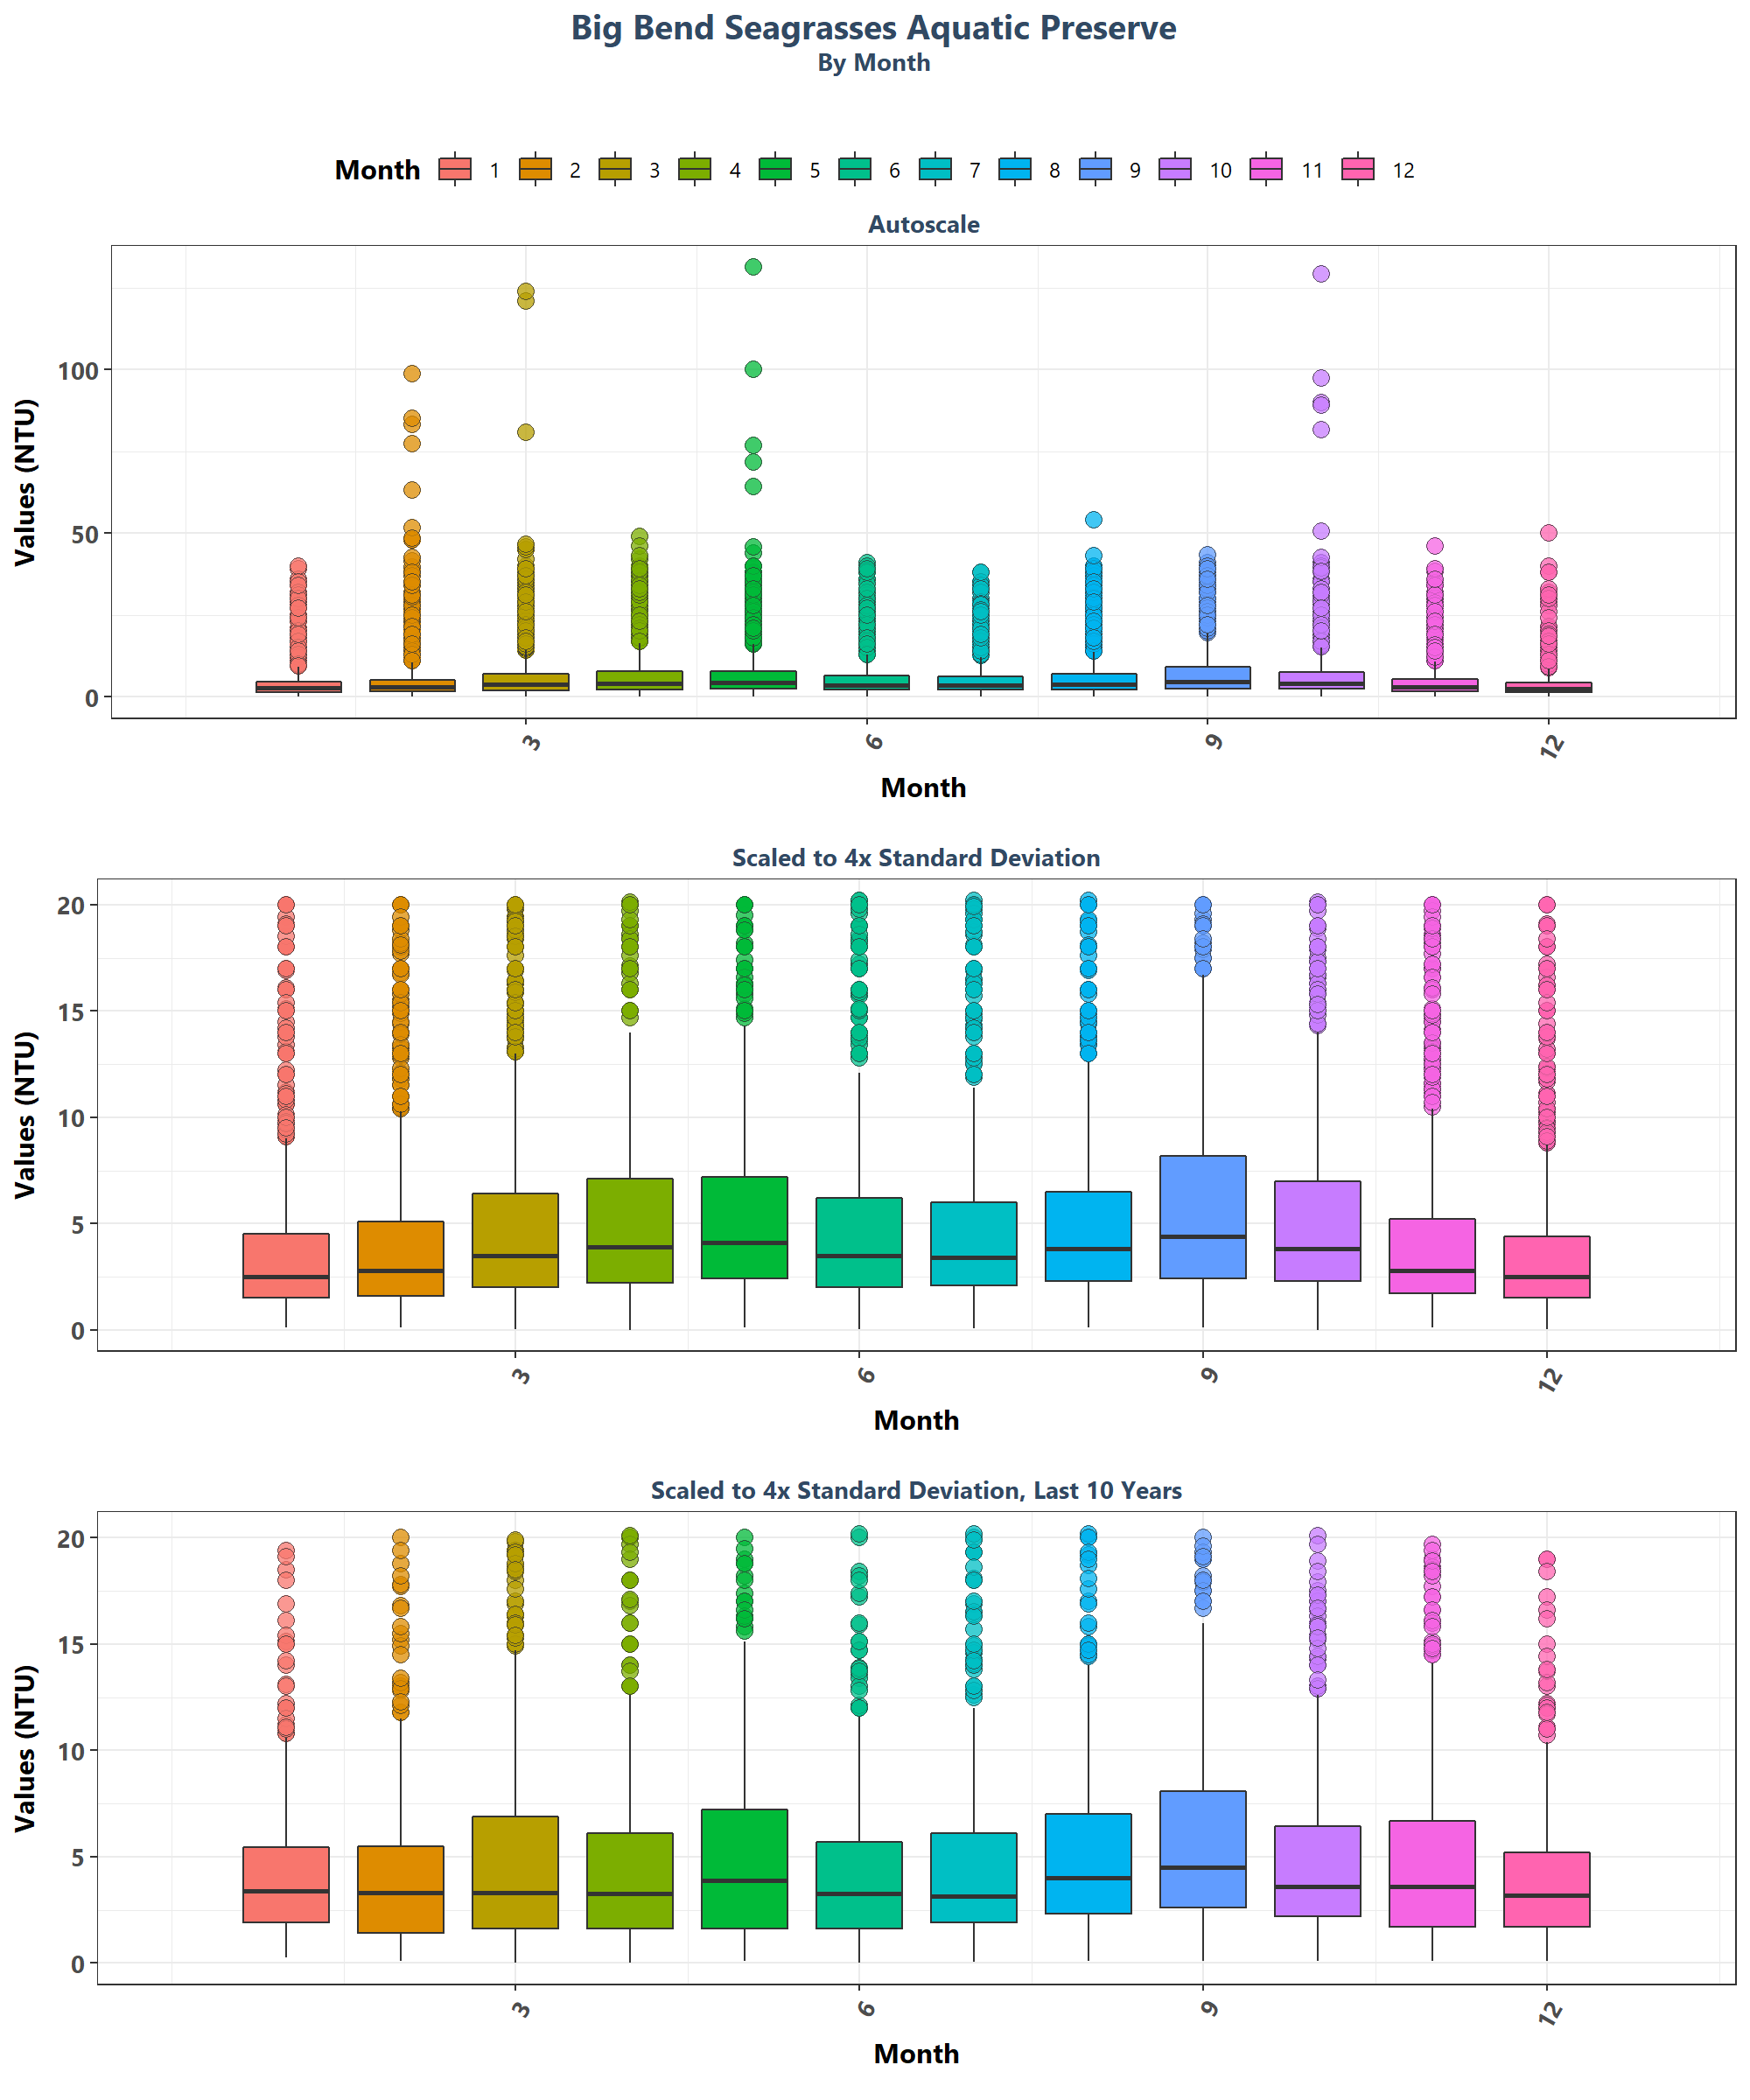 Big Bend Seagrasses Aquatic Preserve
By Month
Month 1 2 3 4 5 6 7 8 9 10 11 12
Autoscale
Values (NTU)
100
50
0
3 6 9 12
Month
Scaled to 4x Standard Deviation
Values (NTU)
20
15
10
5
0
3 6 9 12
Month
Scaled to 4x Standard Deviation, Last 10 Years
Values (NTU)
20
15
10
5
0
3 6 9 12
Month